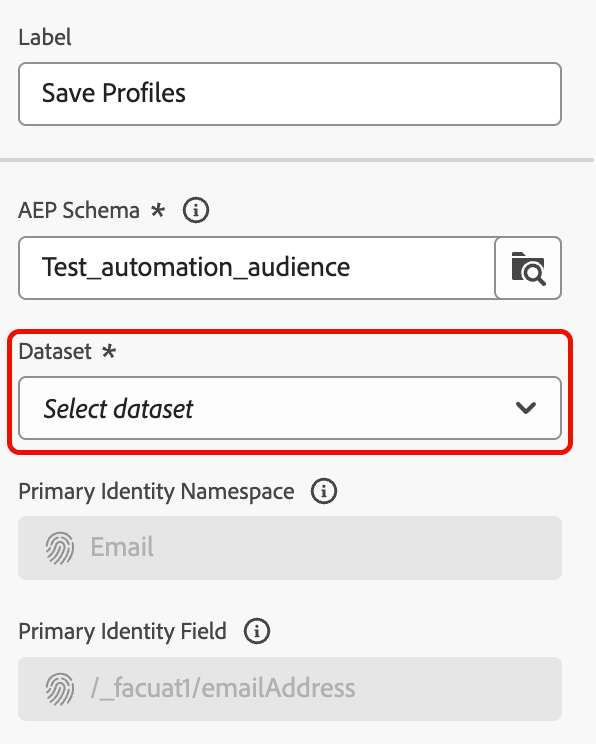 Label
Save Profiles
AEP Schema *
Test_automation_audience
Dataset *
Select dataset
Primary Identity Namespace
Email
Primary Identity Field
/_facuat1/emailAddress